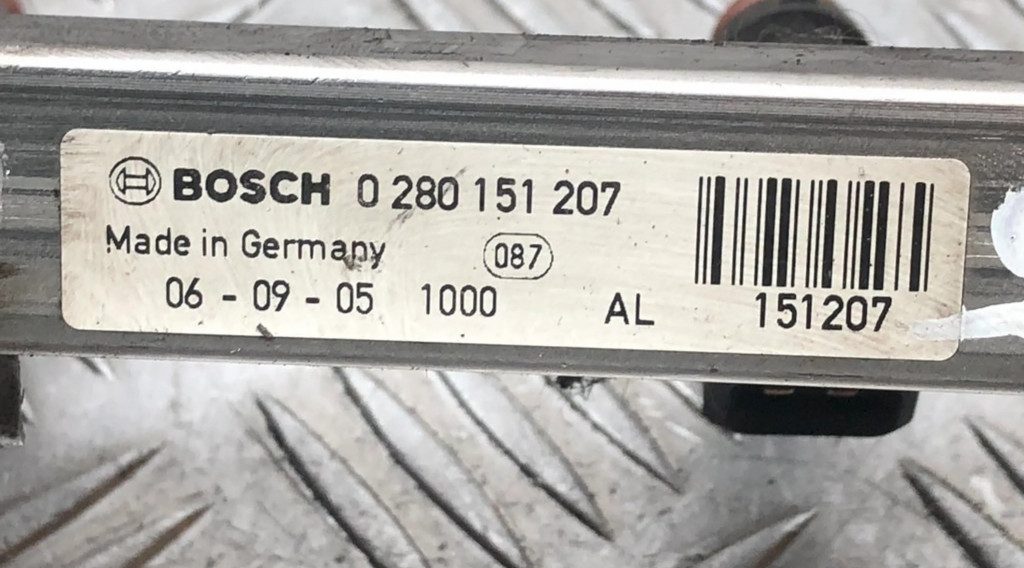 BOSCH 0 280 151 207
Made in Germany 087
06 - 09 - 05 1000 AL 151207